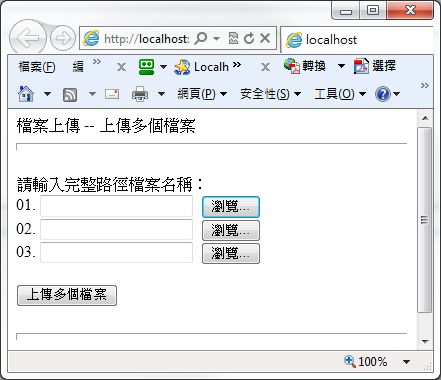 http://localhost:
localhost
檔案(F) 編 »
Localh » 轉換 選擇
網頁(P) 安全性(S) 工具(O) »
檔案上傳 -- 上傳多個檔案
請輸入完整路徑檔案名稱：
01. 瀏覽...
02. 瀏覽...
03. 瀏覽...
上傳多個檔案
100%